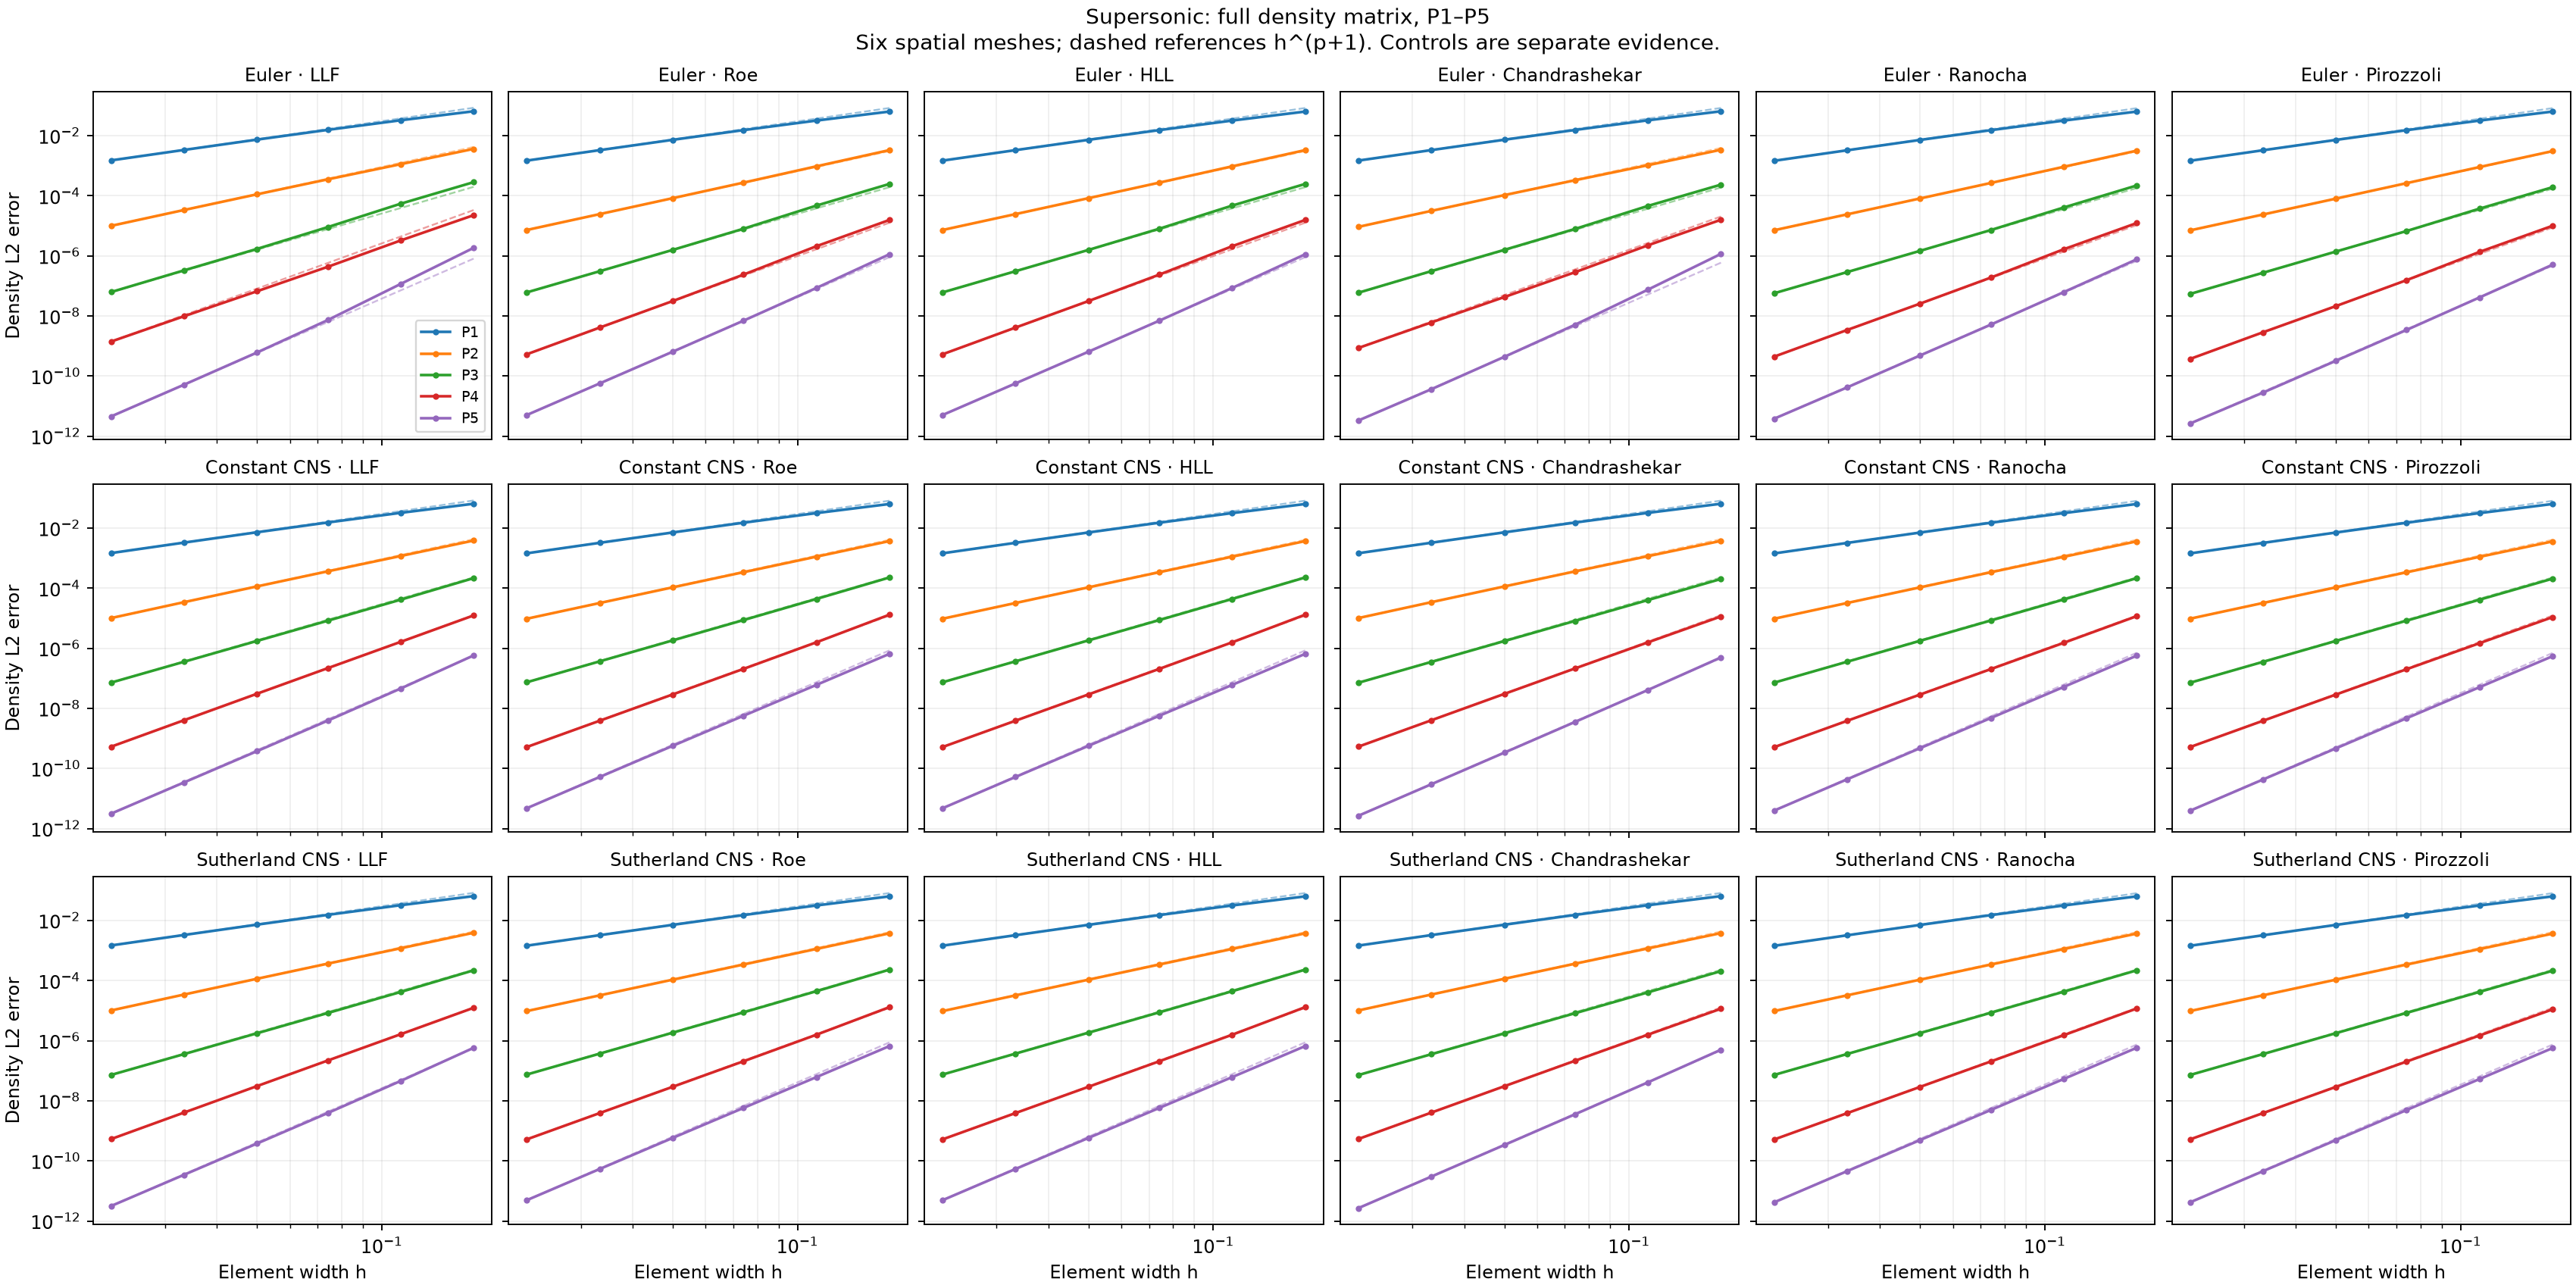 Supersonic: full density matrix, P1–P5
Six spatial meshes; dashed references h^(p+1). Controls are separate evidence.
Euler · LLF
Euler · Roe
Euler · HLL
Euler · Chandrashekar
Euler · Ranocha
Euler · Pirozzoli
Density L2 error
10⁻²
10⁻⁴
10⁻⁶
10⁻⁸
10⁻¹⁰
10⁻¹²
P1
P2
P3
P4
P5
Constant CNS · LLF
Constant CNS · Roe
Constant CNS · HLL
Constant CNS · Chandrashekar
Constant CNS · Ranocha
Constant CNS · Pirozzoli
Density L2 error
10⁻²
10⁻⁴
10⁻⁶
10⁻⁸
10⁻¹⁰
10⁻¹²
Sutherland CNS · LLF
Sutherland CNS · Roe
Sutherland CNS · HLL
Sutherland CNS · Chandrashekar
Sutherland CNS · Ranocha
Sutherland CNS · Pirozzoli
Density L2 error
10⁻²
10⁻⁴
10⁻⁶
10⁻⁸
10⁻¹⁰
10⁻¹²
10⁻¹
10⁻¹
10⁻¹
10⁻¹
10⁻¹
10⁻¹
Element width h
Element width h
Element width h
Element width h
Element width h
Element width h